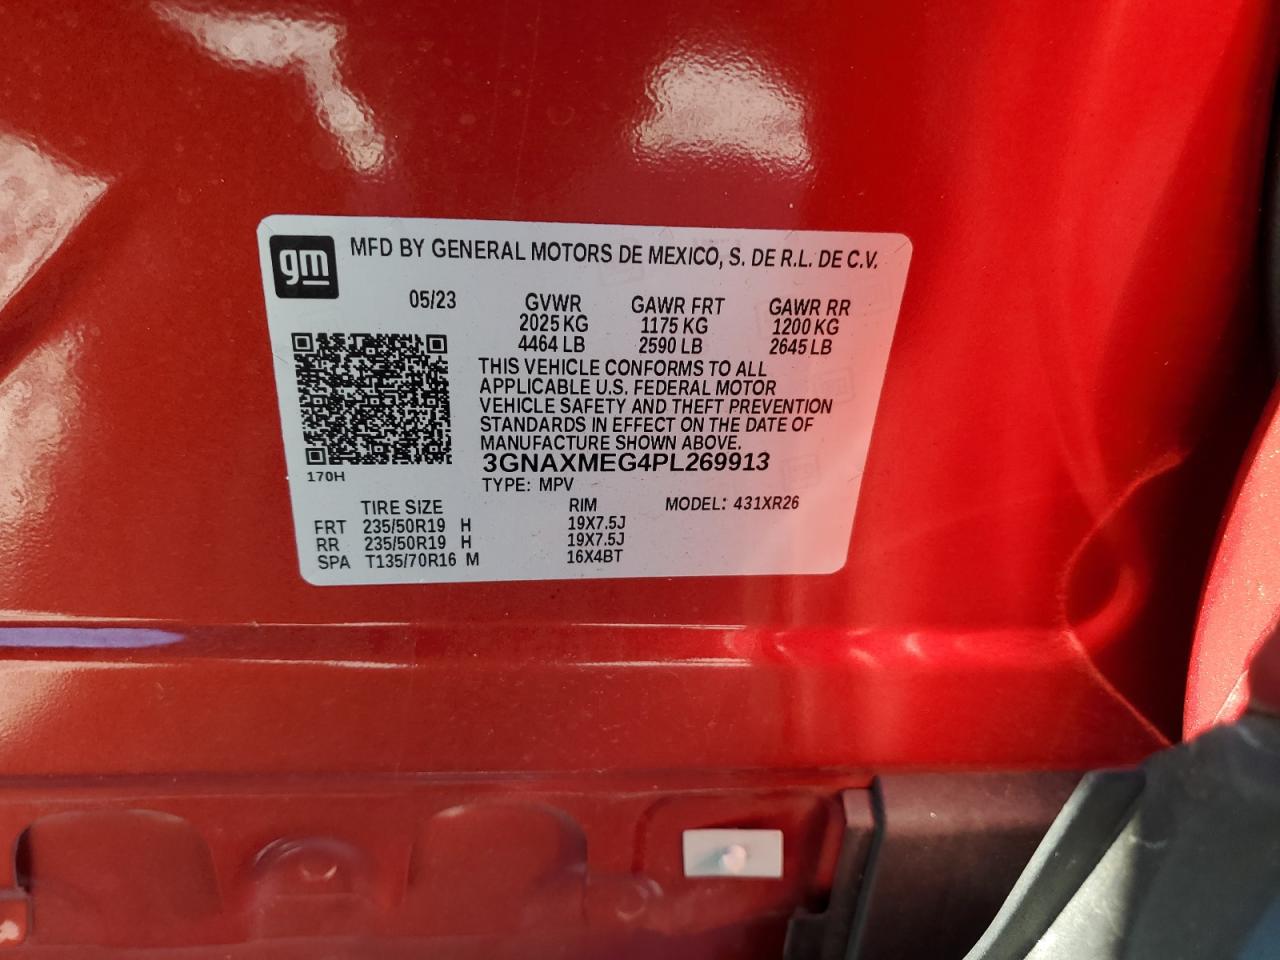 gm MFD BY GENERAL MOTORS DE MEXICO, S. DE R.L. DE C.V.
05/23 GVWR GAWR FRT GAWR RR
2025 KG 1175 KG 1200 KG
4464 LB 2590 LB 2645 LB
THIS VEHICLE CONFORMS TO ALL
APPLICABLE U.S. FEDERAL MOTOR
VEHICLE SAFETY AND THEFT PREVENTION
STANDARDS IN EFFECT ON THE DATE OF
MANUFACTURE SHOWN ABOVE.
3GNAXMEG4PL269913
170H
TYPE: MPV
TIRE SIZE RIM MODEL: 431XR26
FRT 235/50R19 H 19X7.5J
RR 235/50R19 H 19X7.5J
SPA T135/70R16 M 16X4BT